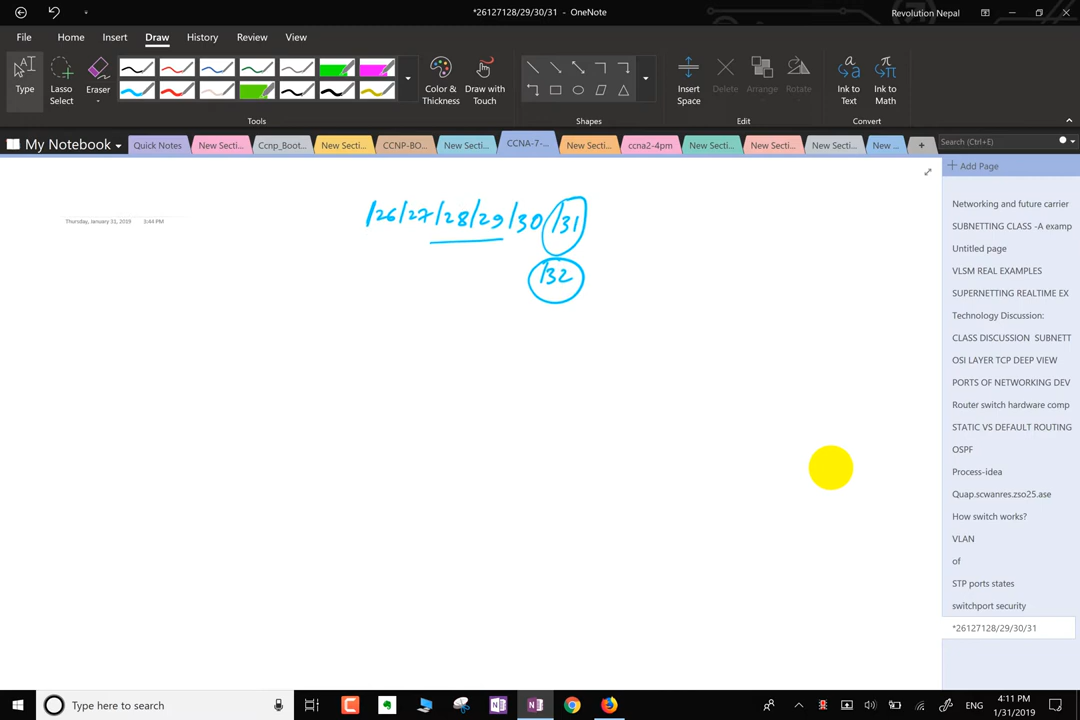 *26127128/29/30/31 - OneNote
Revolution Nepal
File Home Insert Draw History Review View
Type
Lasso Select
Eraser
Color & Thickness
Draw with Touch
Insert Space
Delete
Arrange
Rotate
Ink to Text
Ink to Math
Tools
Shapes
Edit
Convert
My Notebook
Quick Notes
New Secti...
Ccnp_Boot...
New Secti...
CCNP-BO...
New Secti...
CCNA-7-...
New Secti...
ccna2-4pm
New Secti...
New Secti...
New Secti...
New ...
+
Search (Ctrl+E)
Thursday, January 31, 2019 3:44 PM
/26/27/28/29/30 /31
/32
+ Add Page
Networking and future carrier
SUBNETTING CLASS -A examp
Untitled page
VLSM REAL EXAMPLES
SUPERNETTING REALTIME EX
Technology Discussion:
CLASS DISCUSSION SUBNETT
OSI LAYER TCP DEEP VIEW
PORTS OF NETWORKING DEV
Router switch hardware comp
STATIC VS DEFAULT ROUTING
OSPF
Process-idea
Quap.scwanres.zso25.ase
How switch works?
VLAN
of
STP ports states
switchport security
*26127128/29/30/31
Type here to search
ENG
4:11 PM
1/31/2019